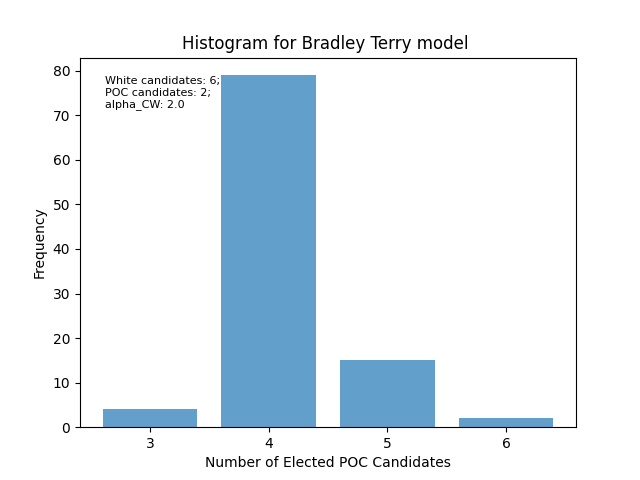 Histogram for Bradley Terry model
White candidates: 6;
POC candidates: 2;
alpha_CW: 2.0
80
70
60
50
40
30
20
10
0
Frequency
3 4 5 6
Number of Elected POC Candidates